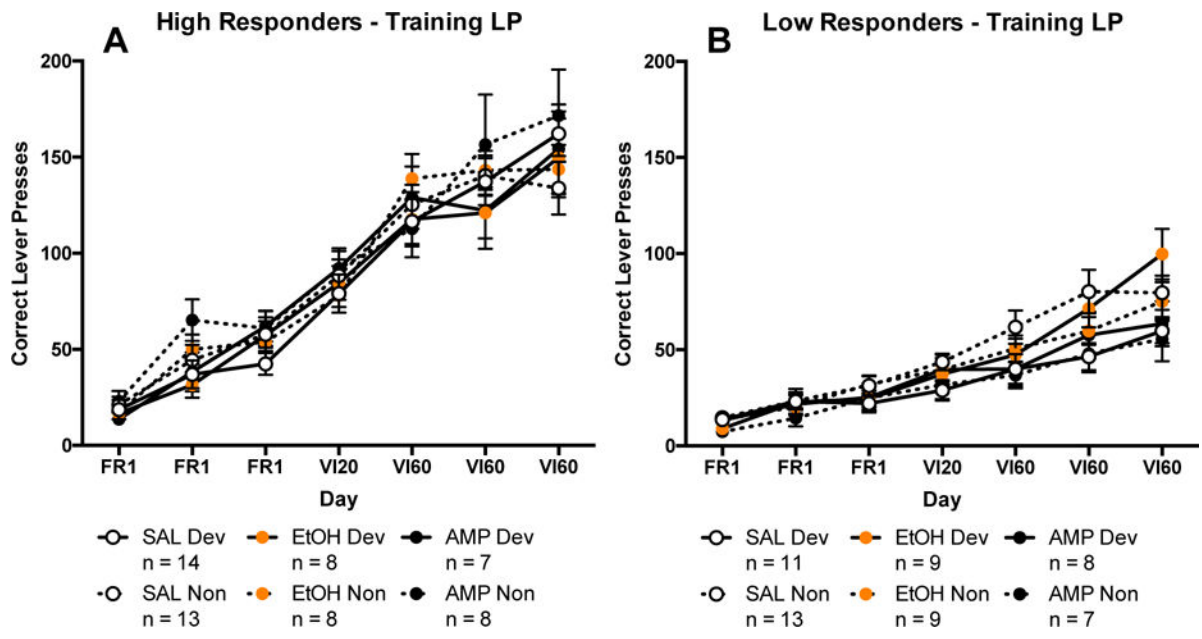 A High Responders - Training LP
200
150
100
50
0
Correct Lever Presses
FR1 FR1 FR1 VI20 VI60 VI60 VI60
Day
SAL Dev EtOH Dev AMP Dev
n = 14 n = 8 n = 7
SAL Non EtOH Non AMP Non
n = 13 n = 8 n = 8
B Low Responders - Training LP
200
150
100
50
0
Correct Lever Presses
FR1 FR1 FR1 VI20 VI60 VI60 VI60
Day
SAL Dev EtOH Dev AMP Dev
n = 11 n = 9 n = 8
SAL Non EtOH Non AMP Non
n = 13 n = 9 n = 7